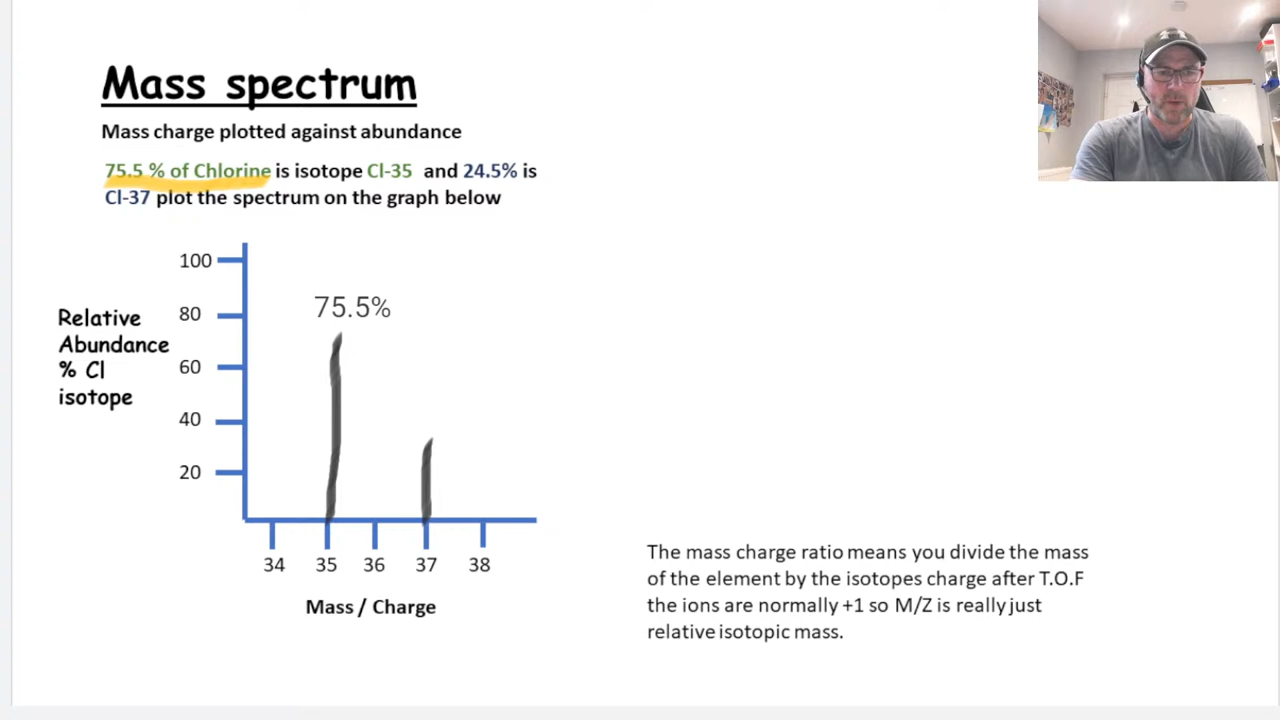 Mass spectrum
Mass charge plotted against abundance
75.5 % of Chlorine is isotope Cl-35 and 24.5% is
Cl-37 plot the spectrum on the graph below
100
80
60
40
20
Relative
Abundance
% Cl
isotope
75.5%
34 35 36 37 38
Mass / Charge
The mass charge ratio means you divide the mass
of the element by the isotopes charge after T.O.F
the ions are normally +1 so M/Z is really just
relative isotopic mass.